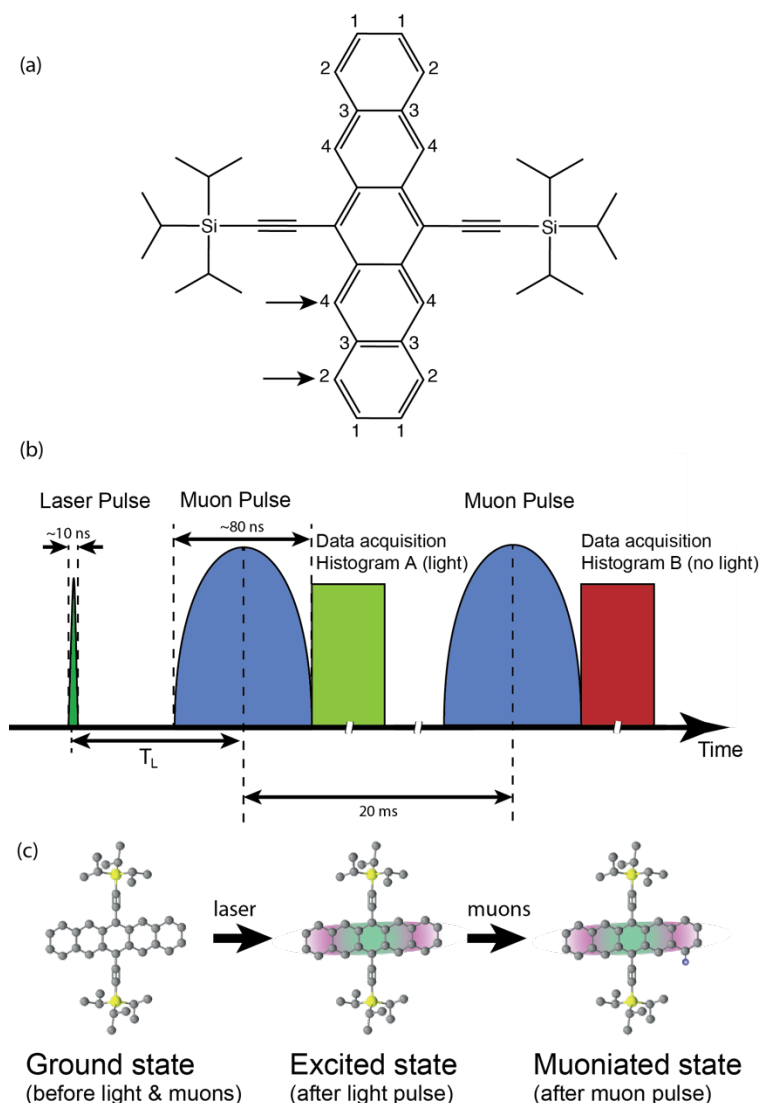 (a)
1 1
2 2
3 3
4 4
Si Si
4 4
3 3
2 2
1 1
(b)
Laser Pulse Muon Pulse Muon Pulse
~10 ns ~80 ns Data acquisition Data acquisition
Histogram A (light) Histogram B (no light)
TL Time
20 ms
(c)
laser muons
Ground state Excited state Muoniated state
(before light & muons) (after light pulse) (after muon pulse)